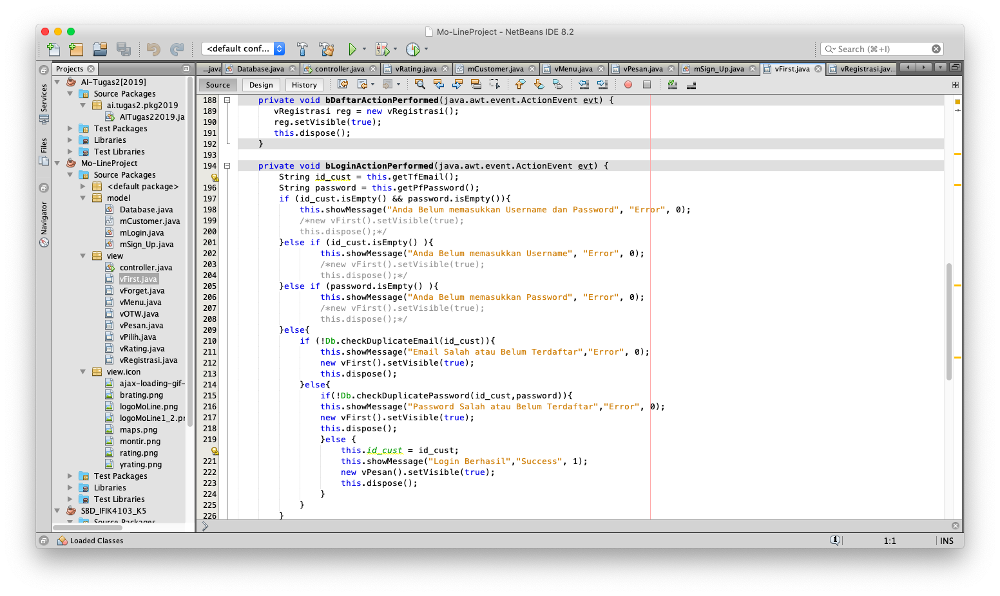 Mo-LineProject - NetBeans IDE 8.2
<default conf...
Search (⌘+I)
Projects
...java
Database.java
controller.java
vRating.java
mCustomer.java
vMenu.java
vPesan.java
mSign_Up.java
vFirst.java
vRegistrasi.jav...
Source
Design
History
Services
Files
Navigator
AI-Tugas2[2019]
Source Packages
ai.tugas2.pkg2019
AITugas22019.ja
Test Packages
Libraries
Test Libraries
Mo-LineProject
Source Packages
<default package>
model
Database.java
mCustomer.java
mLogin.java
mSign_Up.java
view
controller.java
vFirst.java
vForget.java
vMenu.java
vOTW.java
vPesan.java
vPilih.java
vRating.java
vRegistrasi.java
view.icon
ajax-loading-gif-
brating.png
logoMoLine.png
logoMoLine1_2.pr
maps.png
montir.png
rating.png
yrating.png
Test Packages
Libraries
Test Libraries
SBD_IFIK4103_K5
Source Packages
188 private void bDaftarActionPerformed(java.awt.event.ActionEvent evt) {
189 vRegistrasi reg = new vRegistrasi();
190 reg.setVisible(true);
191 this.dispose();
192 }
193
194 private void bLoginActionPerformed(java.awt.event.ActionEvent evt) {
String id_cust = this.getTfEmail();
196 String password = this.getPfPassword();
197 if (id_cust.isEmpty() && password.isEmpty()){
198 this.showMessage("Anda Belum memasukkan Username dan Password", "Error", 0);
199 /*new vFirst().setVisible(true);
200 this.dispose();*/
201 }else if (id_cust.isEmpty() ){
202 this.showMessage("Anda Belum memasukkan Username", "Error", 0);
203 /*new vFirst().setVisible(true);
204 this.dispose();*/
205 }else if (password.isEmpty() ){
206 this.showMessage("Anda Belum memasukkan Password", "Error", 0);
207 /*new vFirst().setVisible(true);
208 this.dispose();*/
209 }else{
210 if (!Db.checkDuplicateEmail(id_cust)){
211 this.showMessage("Email Salah atau Belum Terdaftar","Error", 0);
212 new vFirst().setVisible(true);
213 this.dispose();
214 }else{
215 if(!Db.checkDuplicatePassword(id_cust,password)){
216 this.showMessage("Password Salah atau Belum Terdaftar","Error", 0);
217 new vFirst().setVisible(true);
218 this.dispose();
219 }else {
this.id_cust = id_cust;
221 this.showMessage("Login Berhasil","Success", 1);
222 new vPesan().setVisible(true);
223 this.dispose();
224 }
225 }
226 }
Loaded Classes
1
1:1
INS